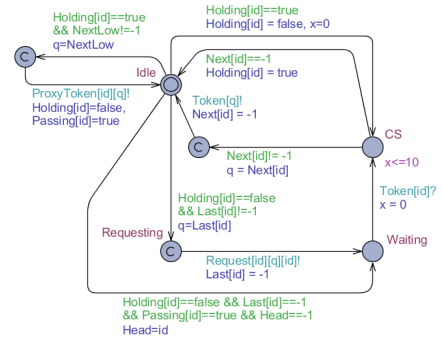 Holding[id]==true
&& NextLow!=-1
q=NextLow
Holding[id]==true
Holding[id] = false, x=0
C
Idle
Next[id]==-1
Holding[id] = true
ProxyToken[id][q]!
Holding[id]=false,
Passing[id]=true
Token[q]!
Next[id] = -1
CS
C
Next[id]!= -1
q = Next[id]
x<=10
Holding[id]==false
&& Last[id]!=-1
q=Last[id]
Token[id]?
x = 0
Requesting
Waiting
C
Request[id][q][id]!
Last[id] = -1
Holding[id]==false && Last[id]==-1
&& Passing[id]==true && Head==-1
Head=id